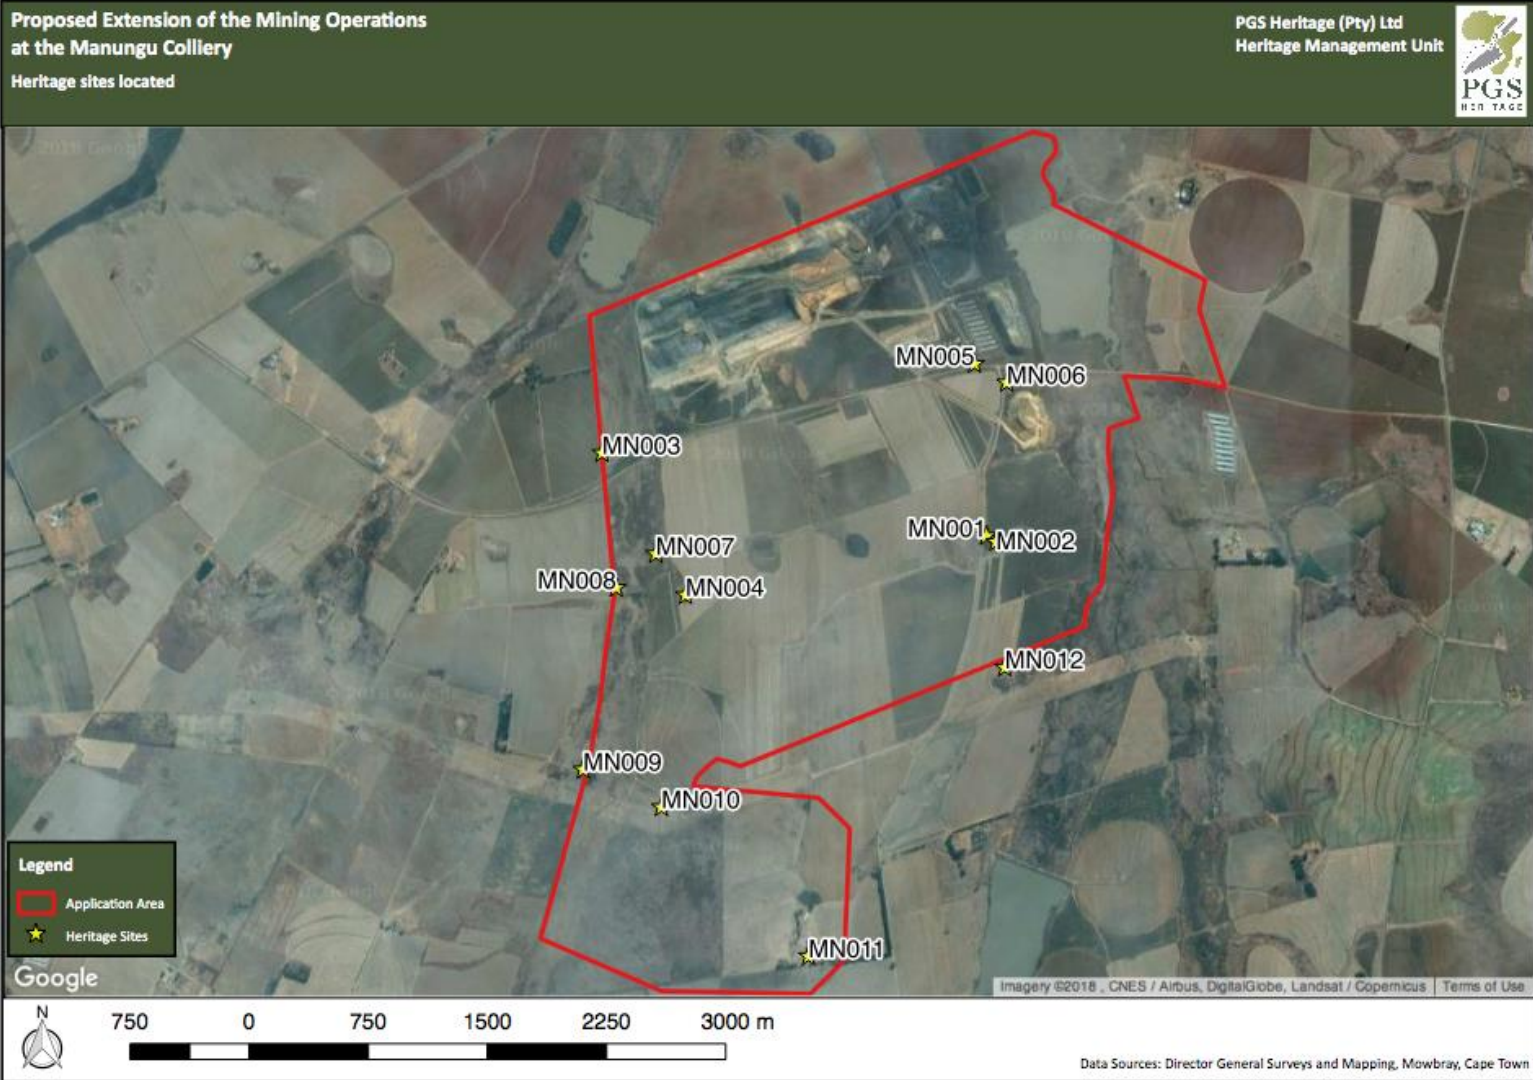 Proposed Extension of the Mining Operations
at the Manungu Colliery
Heritage sites located
PGS Heritage (Pty) Ltd
Heritage Management Unit
PGS
HERITAGE
MN005
MN006
MN003
MN001
MN002
MN007
MN008
MN004
MN012
MN009
MN010
MN011
Legend
Application Area
Heritage Sites
Google
Imagery ©2018 , CNES / Airbus, DigitalGlobe, Landsat / Copernicus | Terms of Use
N
750 0 750 1500 2250 3000 m
Data Sources: Director General Surveys and Mapping, Mowbray, Cape Town